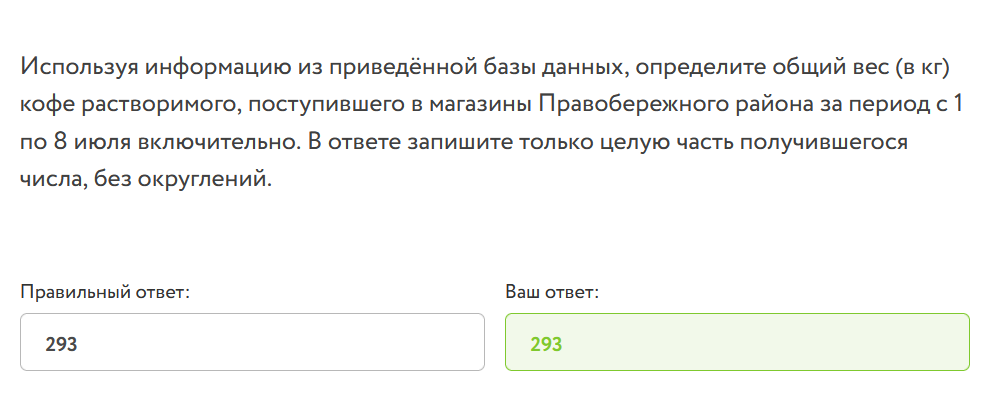 Используя информацию из приведённой базы данных, определите общий вес (в кг)
кофе растворимого, поступившего в магазины Правобережного района за период с 1
по 8 июля включительно. В ответе запишите только целую часть получившегося
числа, без округлений.
Правильный ответ:
Ваш ответ:
293
293